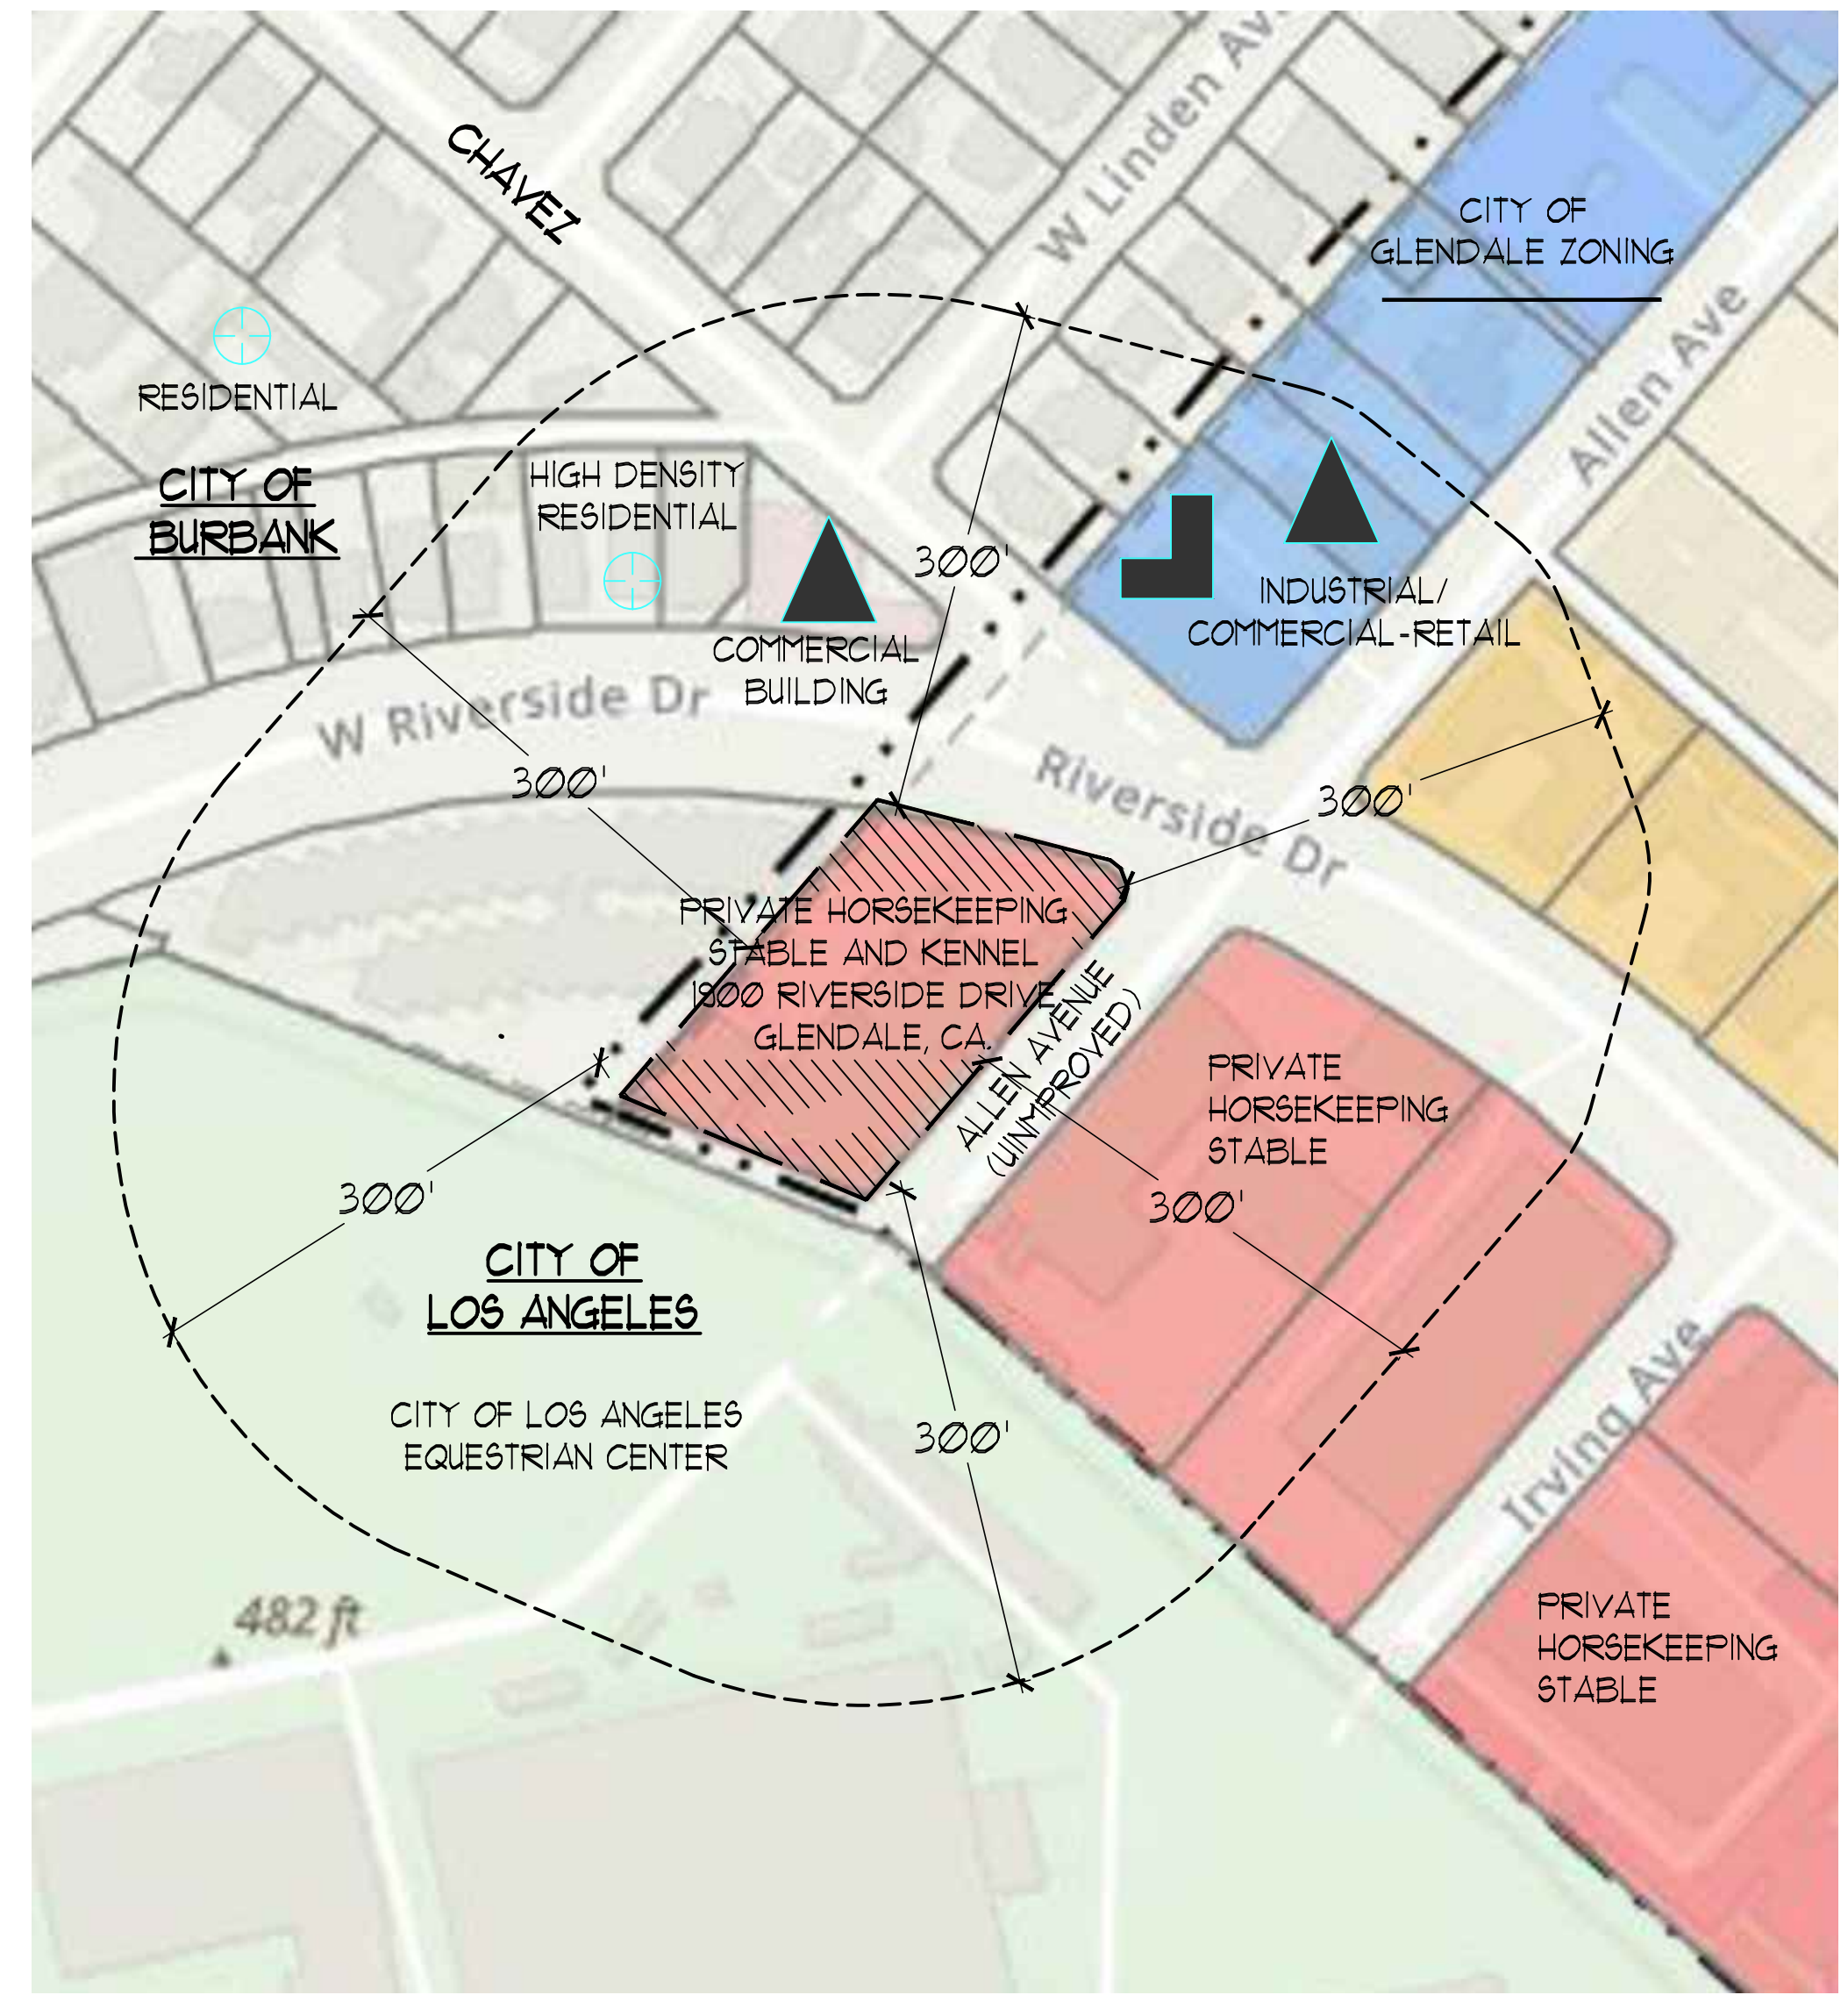 W Linden Av
CHAVEZ
CITY OF
GLENDALE ZONING
Allen Ave
RESIDENTIAL
CITY OF
BURBANK
HIGH DENSITY
RESIDENTIAL
300'
INDUSTRIAL/
COMMERCIAL-RETAIL
COMMERCIAL
BUILDING
W Riverside Dr
300'
Riverside Dr
300'
PRIVATE HORSEKEEPING
STABLE AND KENNEL
1800 RIVERSIDE DRIVE
GLENDALE, CA.
ALLEN AVENUE
(UNMPROVED)
PRIVATE
HORSEKEEPING
STABLE
300'
300'
CITY OF
LOS ANGELES
CITY OF LOS ANGELES
EQUESTRIAN CENTER
300'
Irving Ave
482 ft
PRIVATE
HORSEKEEPING
STABLE